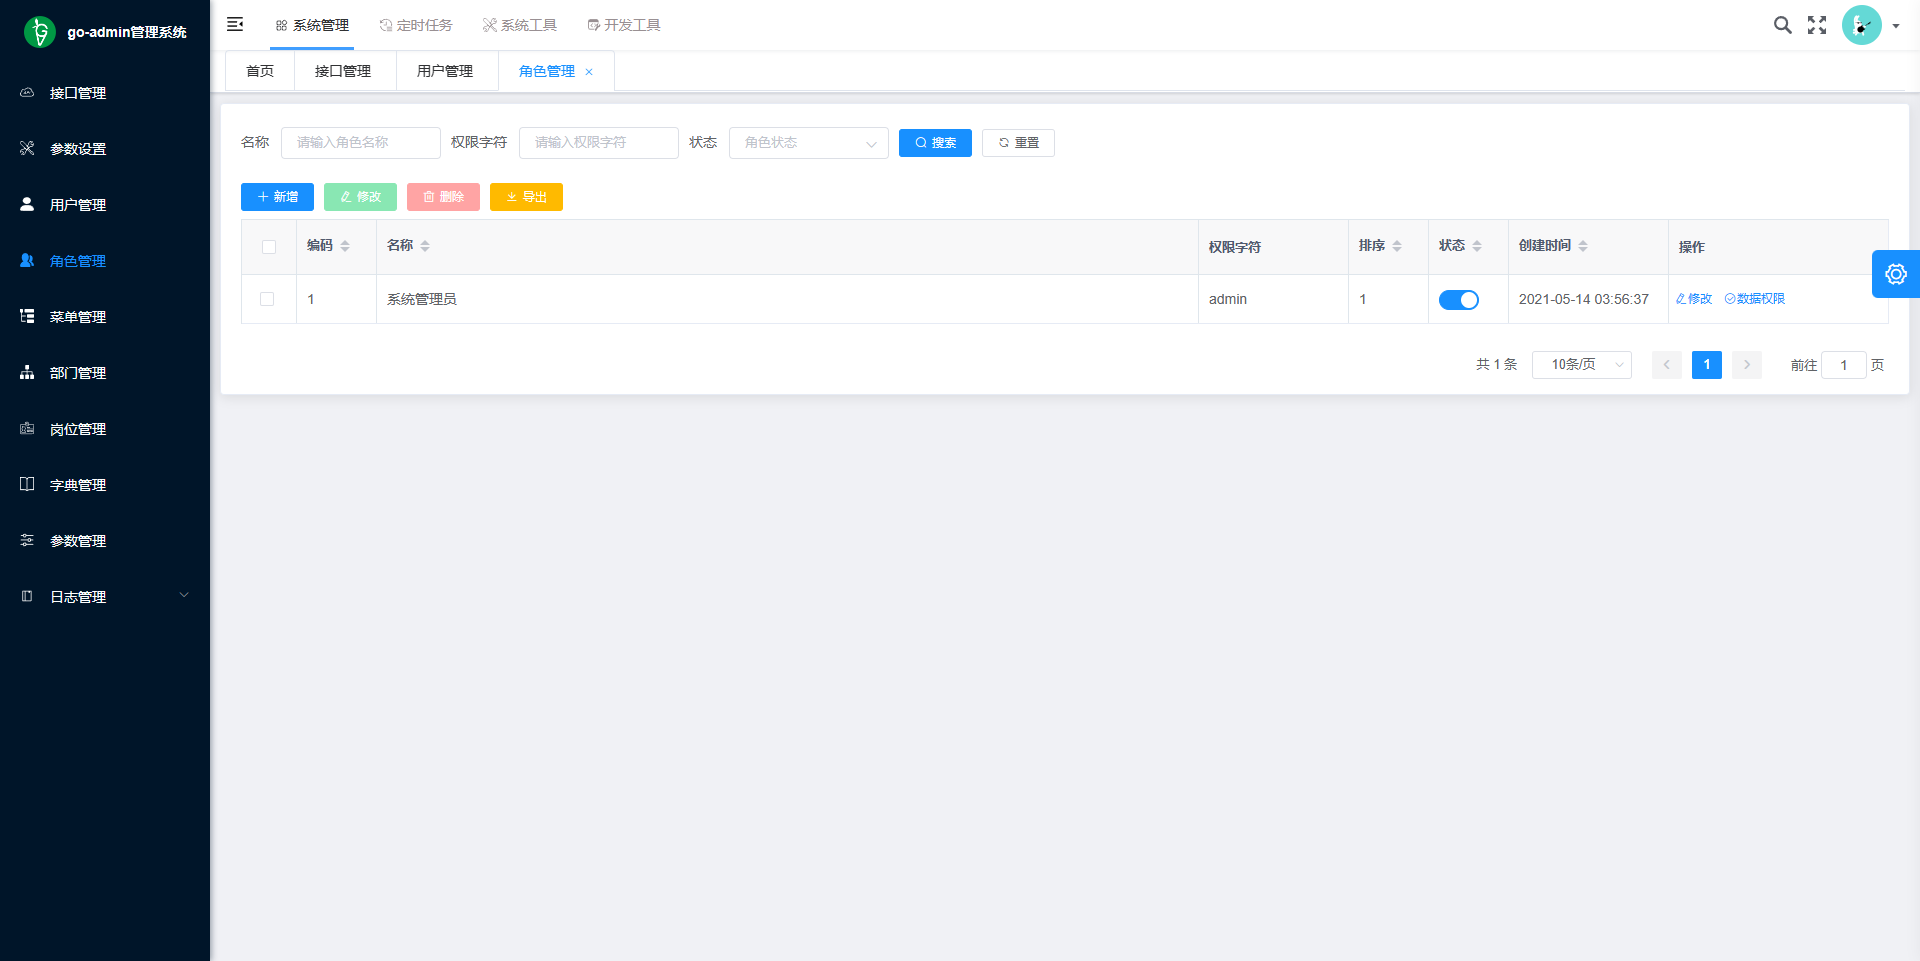 go-admin管理系统
接口管理
参数设置
用户管理
角色管理
菜单管理
部门管理
岗位管理
字典管理
参数管理
日志管理
系统管理 定时任务 系统工具 开发工具
首页 接口管理 用户管理 角色管理 ×
名称 请输入角色名称 权限字符 请输入权限字符 状态 角色状态 搜索 重置
新增 修改 删除 导出
编码 名称 权限字符 排序 状态 创建时间 操作
1 系统管理员 admin 1 2021-05-14 03:56:37 修改 数据权限
共 1 条 10条/页 1 前往 1 页